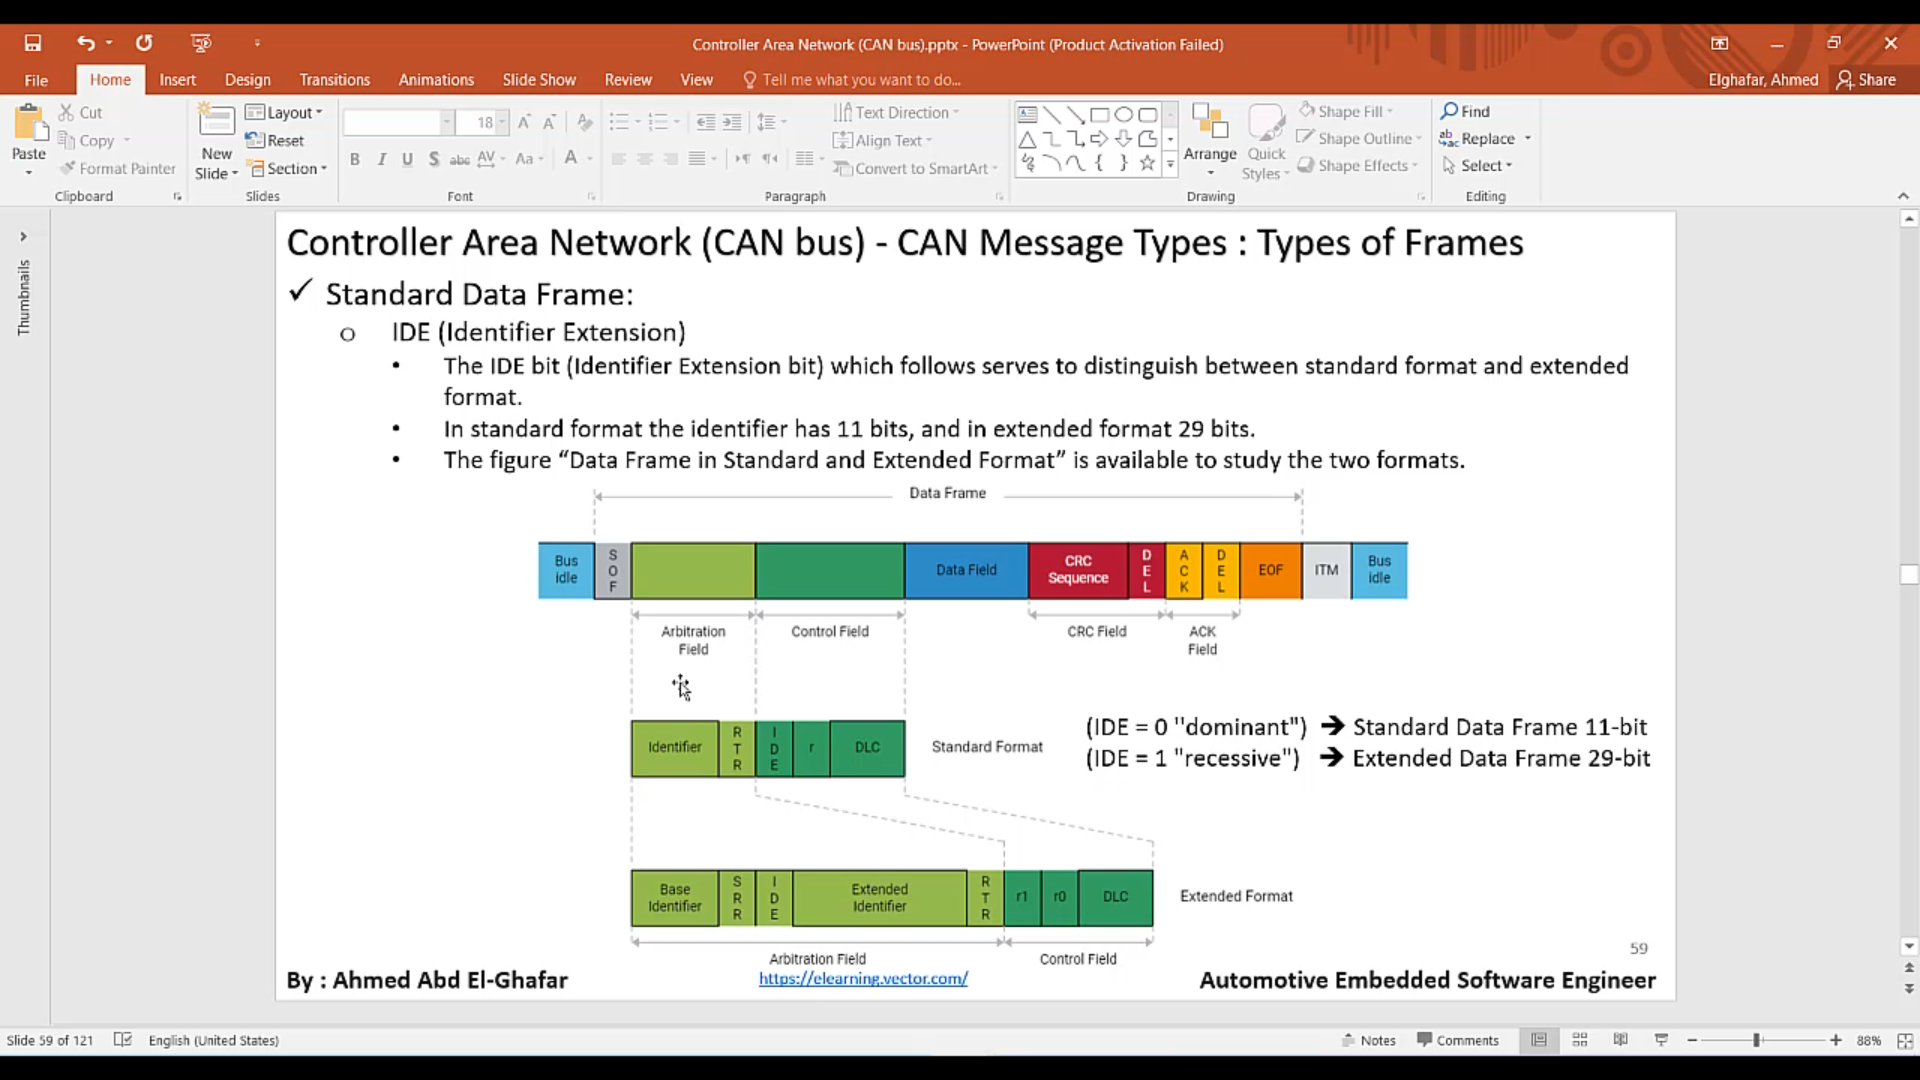 Controller Area Network (CAN bus).pptx - PowerPoint (Product Activation Failed)
File Home Insert Design Transitions Animations Slide Show Review View Tell me what you want to do... Elghafar, Ahmed Share
Paste
Cut
Copy
Format Painter
Clipboard
New
Slide
Layout
Reset
Section
Slides
18
B I U S abc AV Aa A
Font
Text Direction
Align Text
Convert to SmartArt
Paragraph
Arrange
Quick
Styles
Shape Fill
Shape Outline
Shape Effects
Drawing
Find
Replace
Select
Editing
Thumbnails
Controller Area Network (CAN bus) - CAN Message Types : Types of Frames
✓ Standard Data Frame:
o IDE (Identifier Extension)
• The IDE bit (Identifier Extension bit) which follows serves to distinguish between standard format and extended
format.
• In standard format the identifier has 11 bits, and in extended format 29 bits.
• The figure “Data Frame in Standard and Extended Format” is available to study the two formats.
Data Frame
Bus
idle
SOF
Data Field
CRC
Sequence
DEL
ACK
DEL
EOF
ITM
Bus
idle
Arbitration
Field
Control Field
CRC Field
ACK
Field
Identifier
RTR
IDE
r
DLC
Standard Format
(IDE = 0 "dominant") ➔ Standard Data Frame 11-bit
(IDE = 1 "recessive") ➔ Extended Data Frame 29-bit
Base
Identifier
SRR
IDE
Extended
Identifier
RTR
r1
r0
DLC
Extended Format
Arbitration Field
Control Field
59
By : Ahmed Abd El-Ghafar
https://elearning.vector.com/
Automotive Embedded Software Engineer
Slide 59 of 121 English (United States) Notes Comments 88%